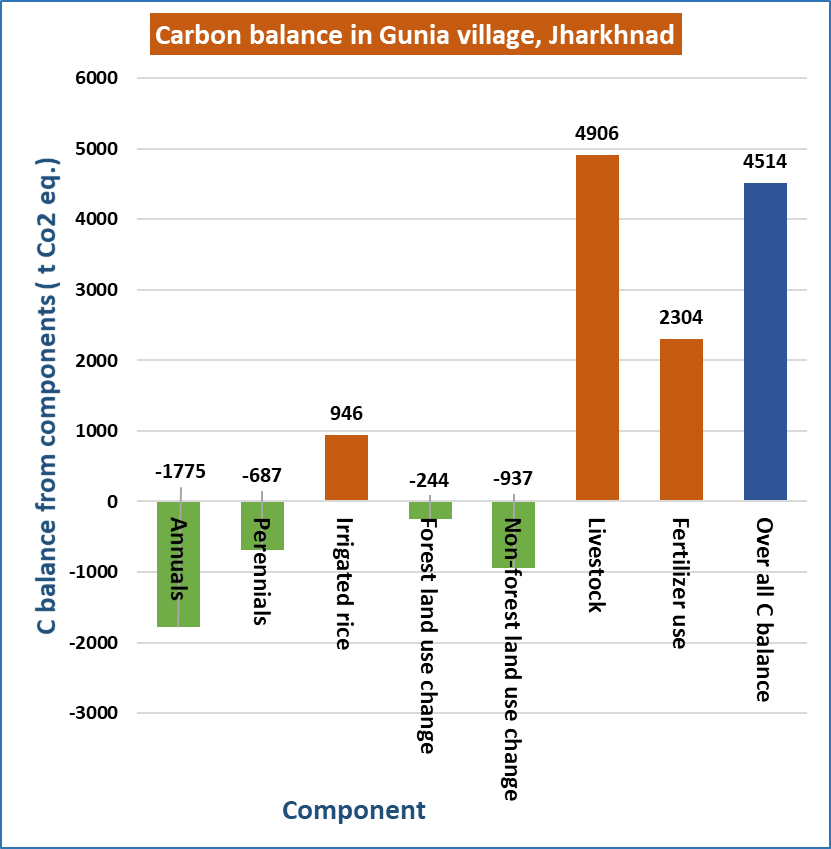 Carbon balance in Gunia village, Jharkhnad
C balance from components ( t Co2 eq.)
6000
5000
4000
3000
2000
1000
0
-1000
-2000
-3000
-1775
-687
946
-244
-937
4906
2304
4514
Annuals
Perennials
Irrigated rice
Forest land use change
Non-forest land use change
Livestock
Fertilizer use
Over all C balance
Component